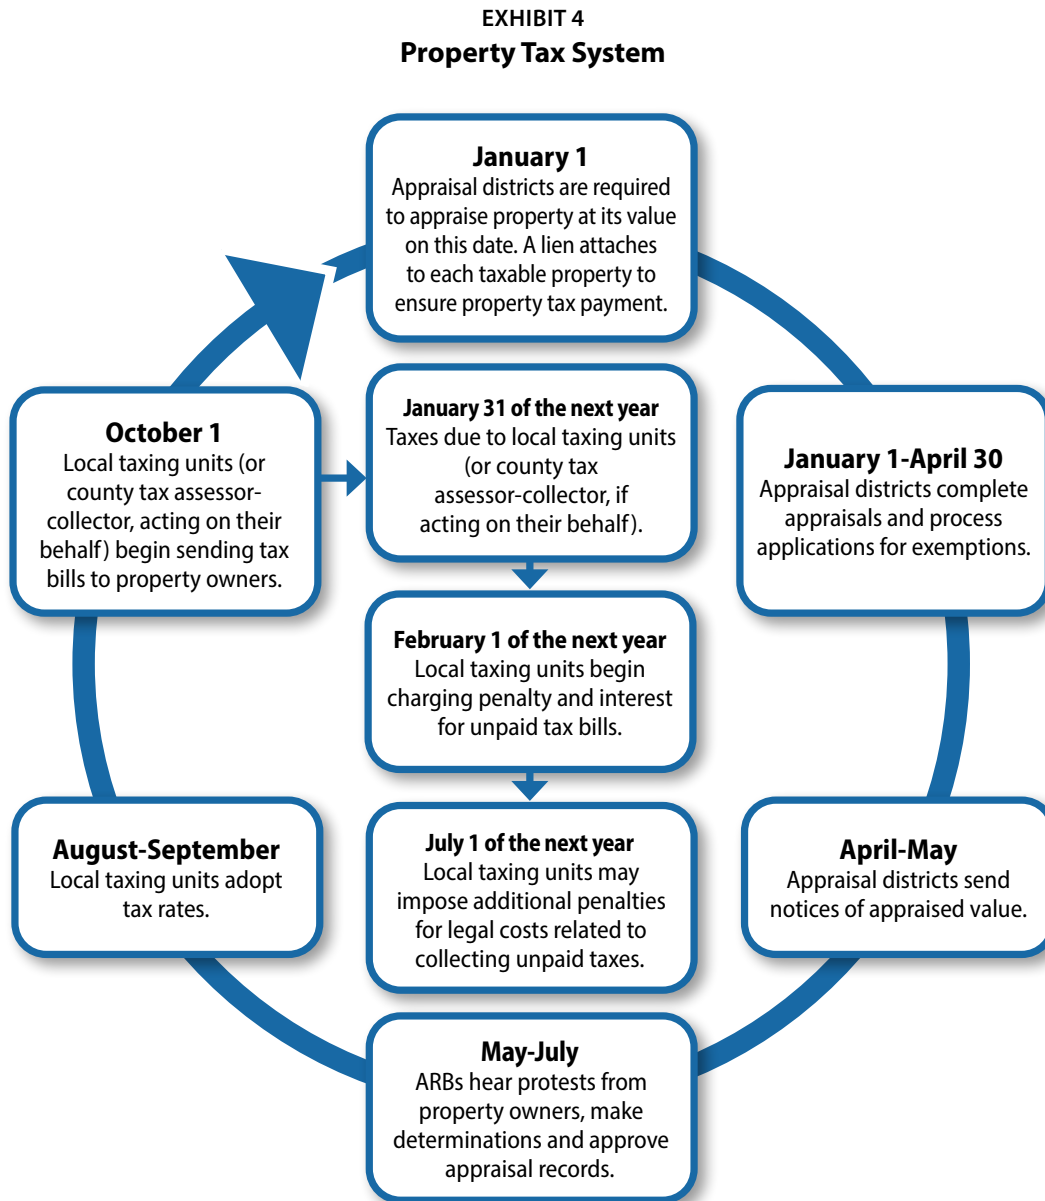 EXHIBIT 4
Property Tax System
January 1
Appraisal districts are required
to appraise property at its value
on this date. A lien attaches
to each taxable property to
ensure property tax payment.
January 1-April 30
Appraisal districts complete
appraisals and process
applications for exemptions.
April-May
Appraisal districts send
notices of appraised value.
May-July
ARBs hear protests from
property owners, make
determinations and approve
appraisal records.
August-September
Local taxing units adopt
tax rates.
October 1
Local taxing units (or
county tax assessor-
collector, acting on their
behalf) begin sending tax
bills to property owners.
January 31 of the next year
Taxes due to local taxing units
(or county tax
assessor-collector, if
acting on their behalf).
February 1 of the next year
Local taxing units begin
charging penalty and interest
for unpaid tax bills.
July 1 of the next year
Local taxing units may
impose additional penalties
for legal costs related to
collecting unpaid taxes.